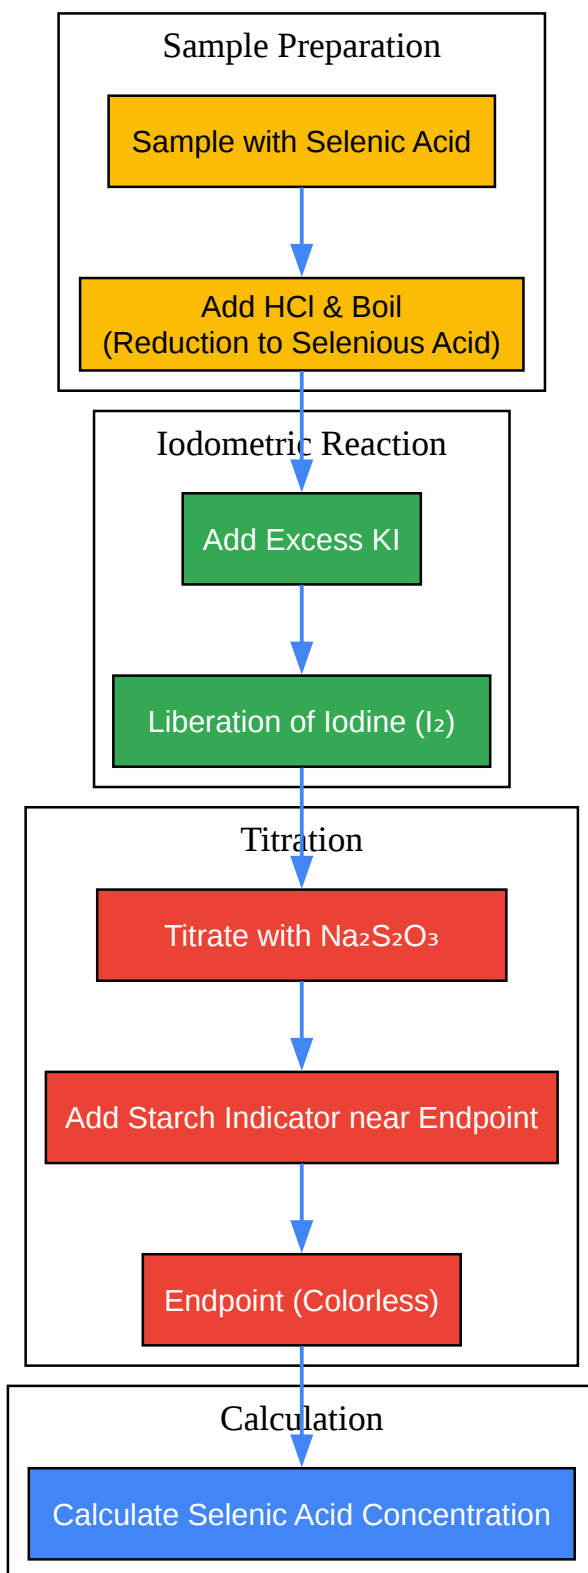 Sample Preparation
Sample with Selenic Acid
Add HCl & Boil
(Reduction to Selenious Acid)
Iodometric Reaction
Add Excess KI
Liberation of Iodine (I₂)
Titration
Titrate with Na₂S₂O₃
Add Starch Indicator near Endpoint
Endpoint (Colorless)
Calculation
Calculate Selenic Acid Concentration